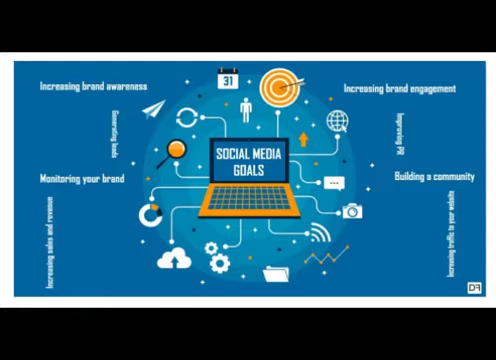 31
Increasing brand awareness
Increasing brand engagement
Generating leads
Improving PR
SOCIAL MEDIA
GOALS
Monitoring your brand
Building a community
Increasing sales and revenue
Increasing traffic to your website
DF